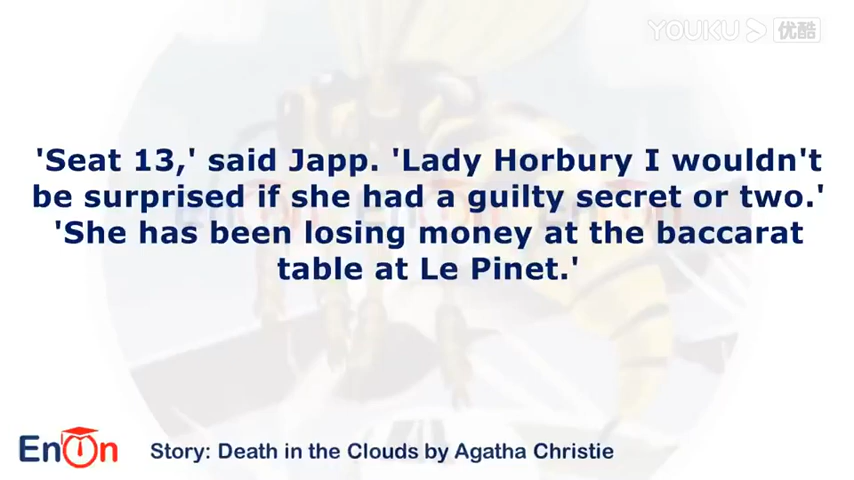 YOUKU 优酷
'Seat 13,' said Japp. 'Lady Horbury I wouldn't
be surprised if she had a guilty secret or two.'
'She has been losing money at the baccarat
table at Le Pinet.'
EnOn
Story: Death in the Clouds by Agatha Christie